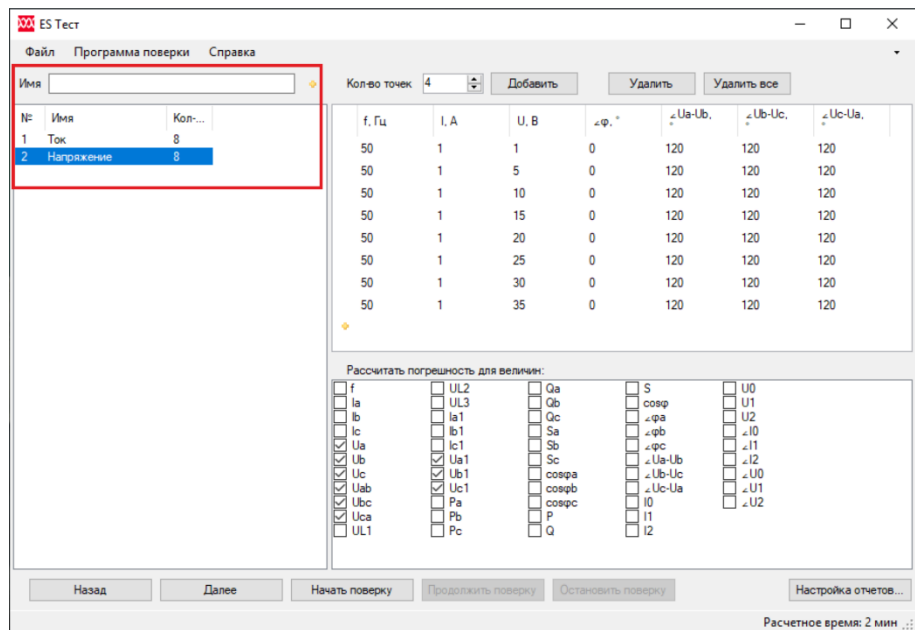 ES Тест
Файл Программа поверки Справка
Имя Кол-во точек 4 Добавить Удалить Удалить все
№ Имя Кол-...
1 Ток 8
2 Напряжение 8
f, Гц I, A U, В ∠φ, ° ∠Ua-Ub, ° ∠Ub-Uc, ° ∠Uc-Ua, °
50 1 1 0 120 120 120
50 1 5 0 120 120 120
50 1 10 0 120 120 120
50 1 15 0 120 120 120
50 1 20 0 120 120 120
50 1 25 0 120 120 120
50 1 30 0 120 120 120
50 1 35 0 120 120 120
Рассчитать погрешность для величин:
f UL2 Qa S U0
Ia UL3 Qb cosφ U1
Ib Ia1 Qc ∠φa U2
Ic Ib1 Sa ∠φb ∠I0
Ua Ic1 Sb ∠φc ∠I1
Ub Ua1 Sc ∠Ua-Ub ∠I2
Uc Ub1 cosφa ∠Ub-Uc ∠U0
Uab Uc1 cosφb ∠Uc-Ua ∠U1
Ubc Pa cosφc I0 ∠U2
Uca Pb P I1
UL1 Pc Q I2
Назад Далее Начать поверку Продолжить поверку Остановить поверку Настройка отчетов...
Расчетное время: 2 мин